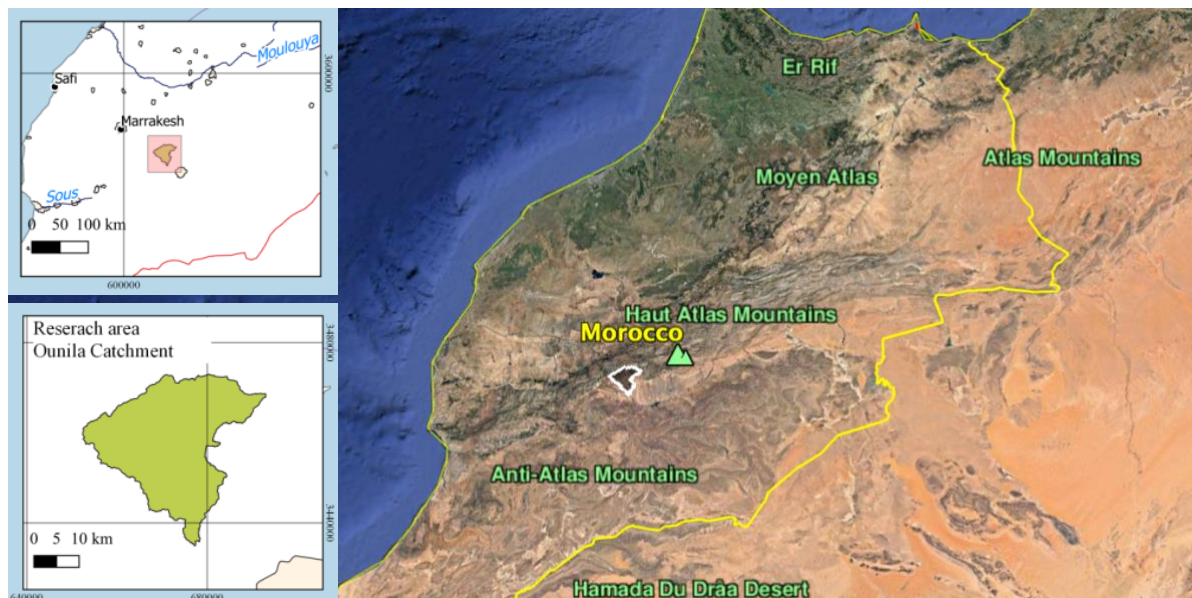 Moulouya
Safi
3600000
Marrakesh
Sous
0 50 100 km
600000
Reserach area
Ounila Catchment
3480000
3440000
0 5 10 km
640000
680000
Er Rif
Atlas Mountains
Moyen Atlas
Haut Atlas Mountains
Morocco
Anti-Atlas Mountains
Hamada Du Drâa Desert